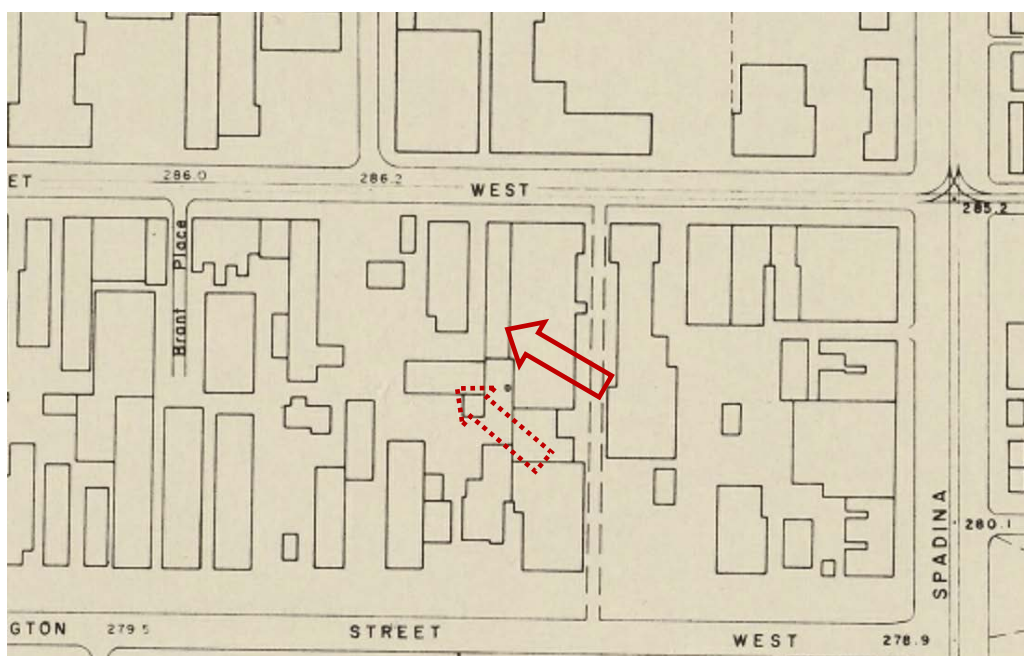 ET
286.0
286.2
WEST
285.2
Brant Place
SPADINA
280.1
GTON
279.5
STREET
WEST
278.9